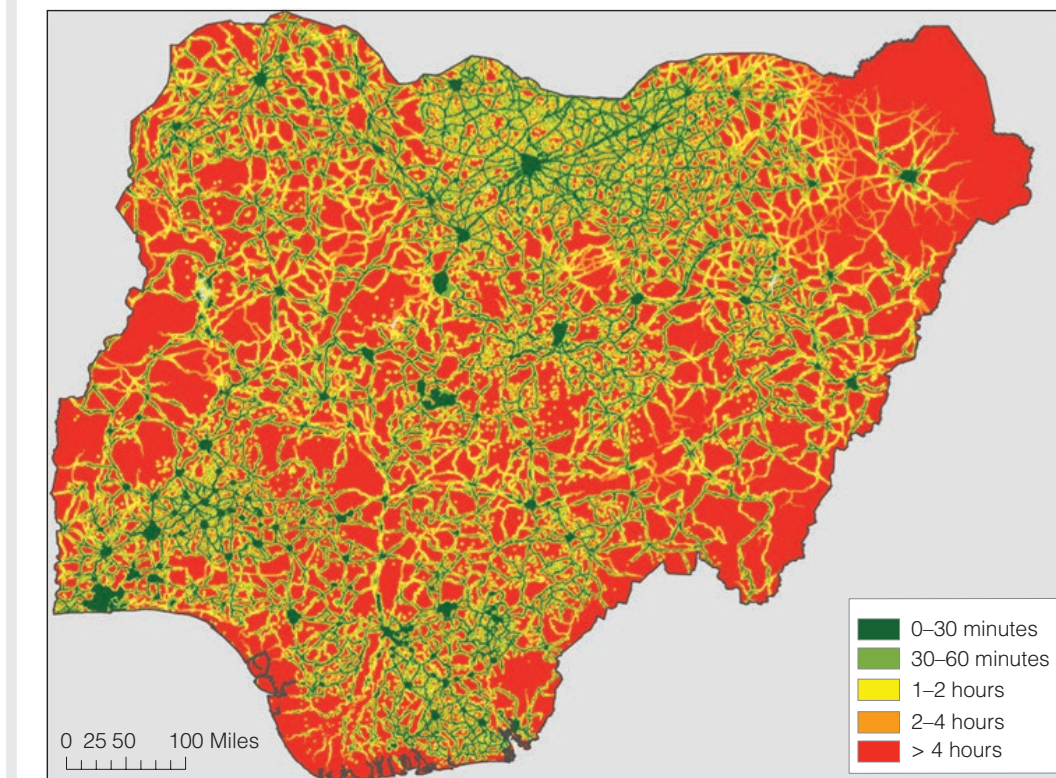 0–30 minutes
30–60 minutes
1–2 hours
2–4 hours
> 4 hours
0 25 50 100 Miles